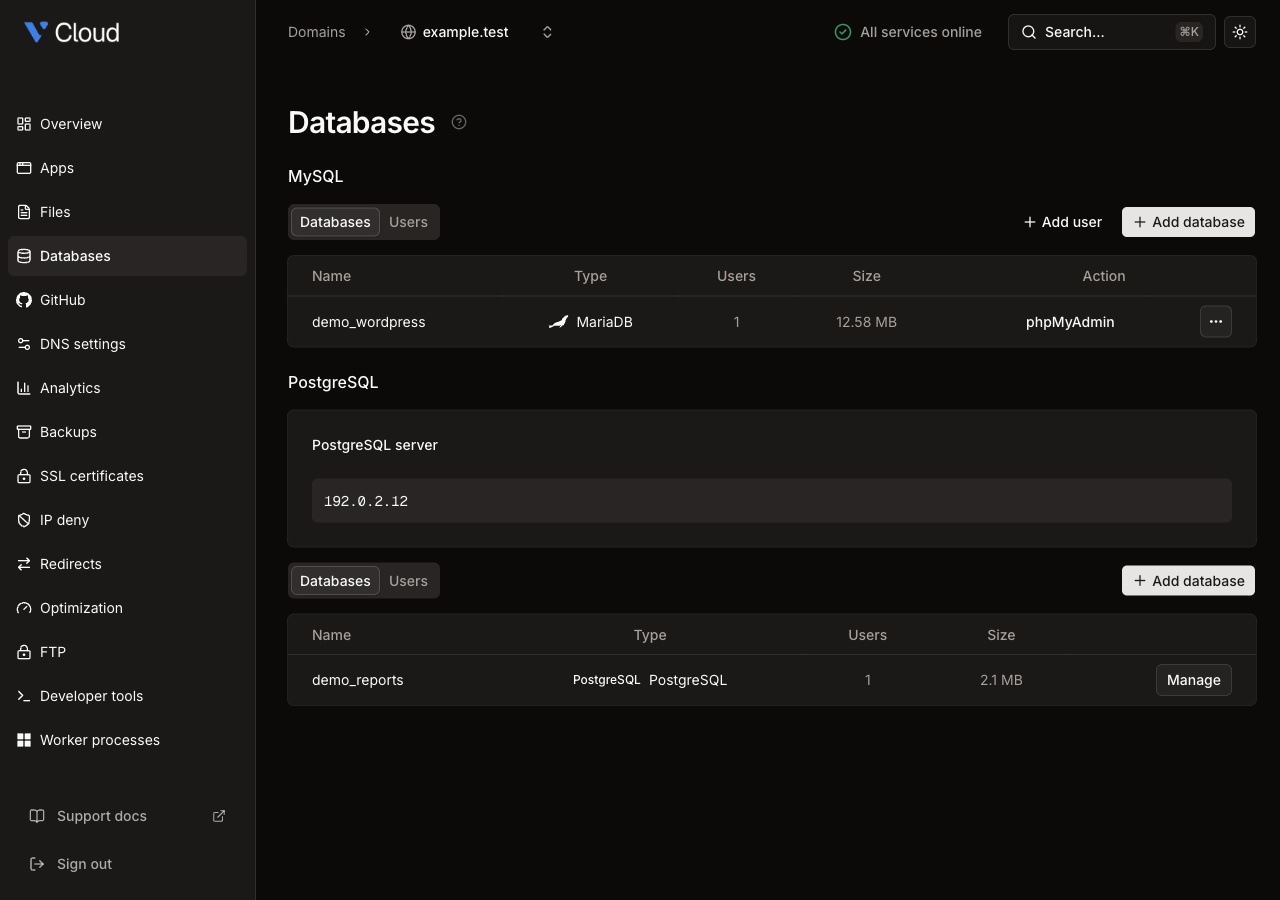 Cloud
Domains
example.test
All services online
Search...
⌘K
Overview
Apps
Files
Databases
GitHub
DNS settings
Analytics
Backups
SSL certificates
IP deny
Redirects
Optimization
FTP
Developer tools
Worker processes
Support docs
Sign out
Databases
MySQL
Databases Users
Add user
Add database
Name Type Users Size Action
demo_wordpress MariaDB 1 12.58 MB phpMyAdmin
PostgreSQL
PostgreSQL server
192.0.2.12
Databases Users
Add database
Name Type Users Size
demo_reports PostgreSQL PostgreSQL 1 2.1 MB Manage